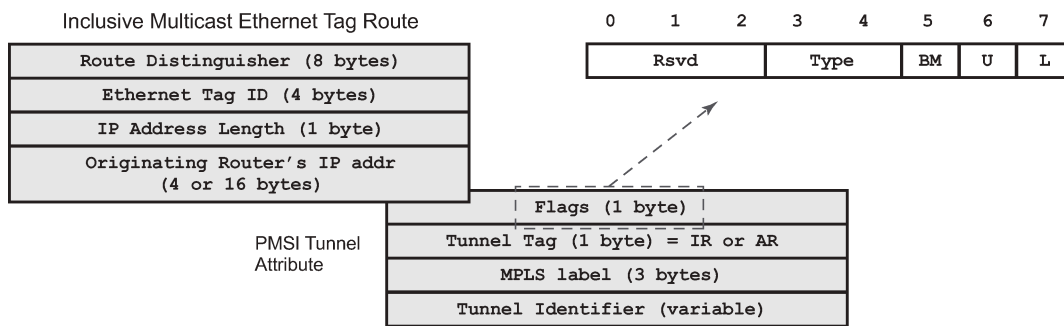 Inclusive Multicast Ethernet Tag Route
0 1 2 3 4 5 6 7
Rsvd Type BM U L
Route Distinguisher (8 bytes)
Ethernet Tag ID (4 bytes)
IP Address Length (1 byte)
Originating Router's IP addr
(4 or 16 bytes)
PMSI Tunnel
Attribute
Flags (1 byte)
Tunnel Tag (1 byte) = IR or AR
MPLS label (3 bytes)
Tunnel Identifier (variable)